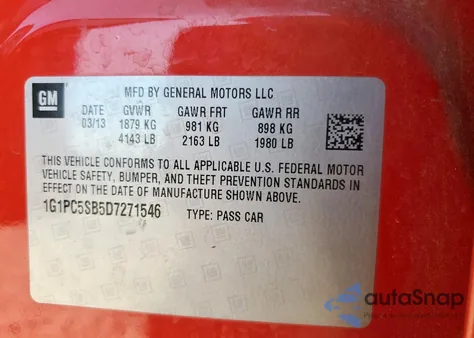 GM
MFD BY GENERAL MOTORS LLC
DATE GVWR GAWR FRT GAWR RR
03/13 1879 KG 981 KG 898 KG
4143 LB 2163 LB 1980 LB
THIS VEHICLE CONFORMS TO ALL APPLICABLE U.S. FEDERAL MOTOR
VEHICLE SAFETY, BUMPER, AND THEFT PREVENTION STANDARDS IN
EFFECT ON THE DATE OF MANUFACTURE SHOWN ABOVE.
1G1PC5SB5D7271546 TYPE: PASS CAR
autoSnap